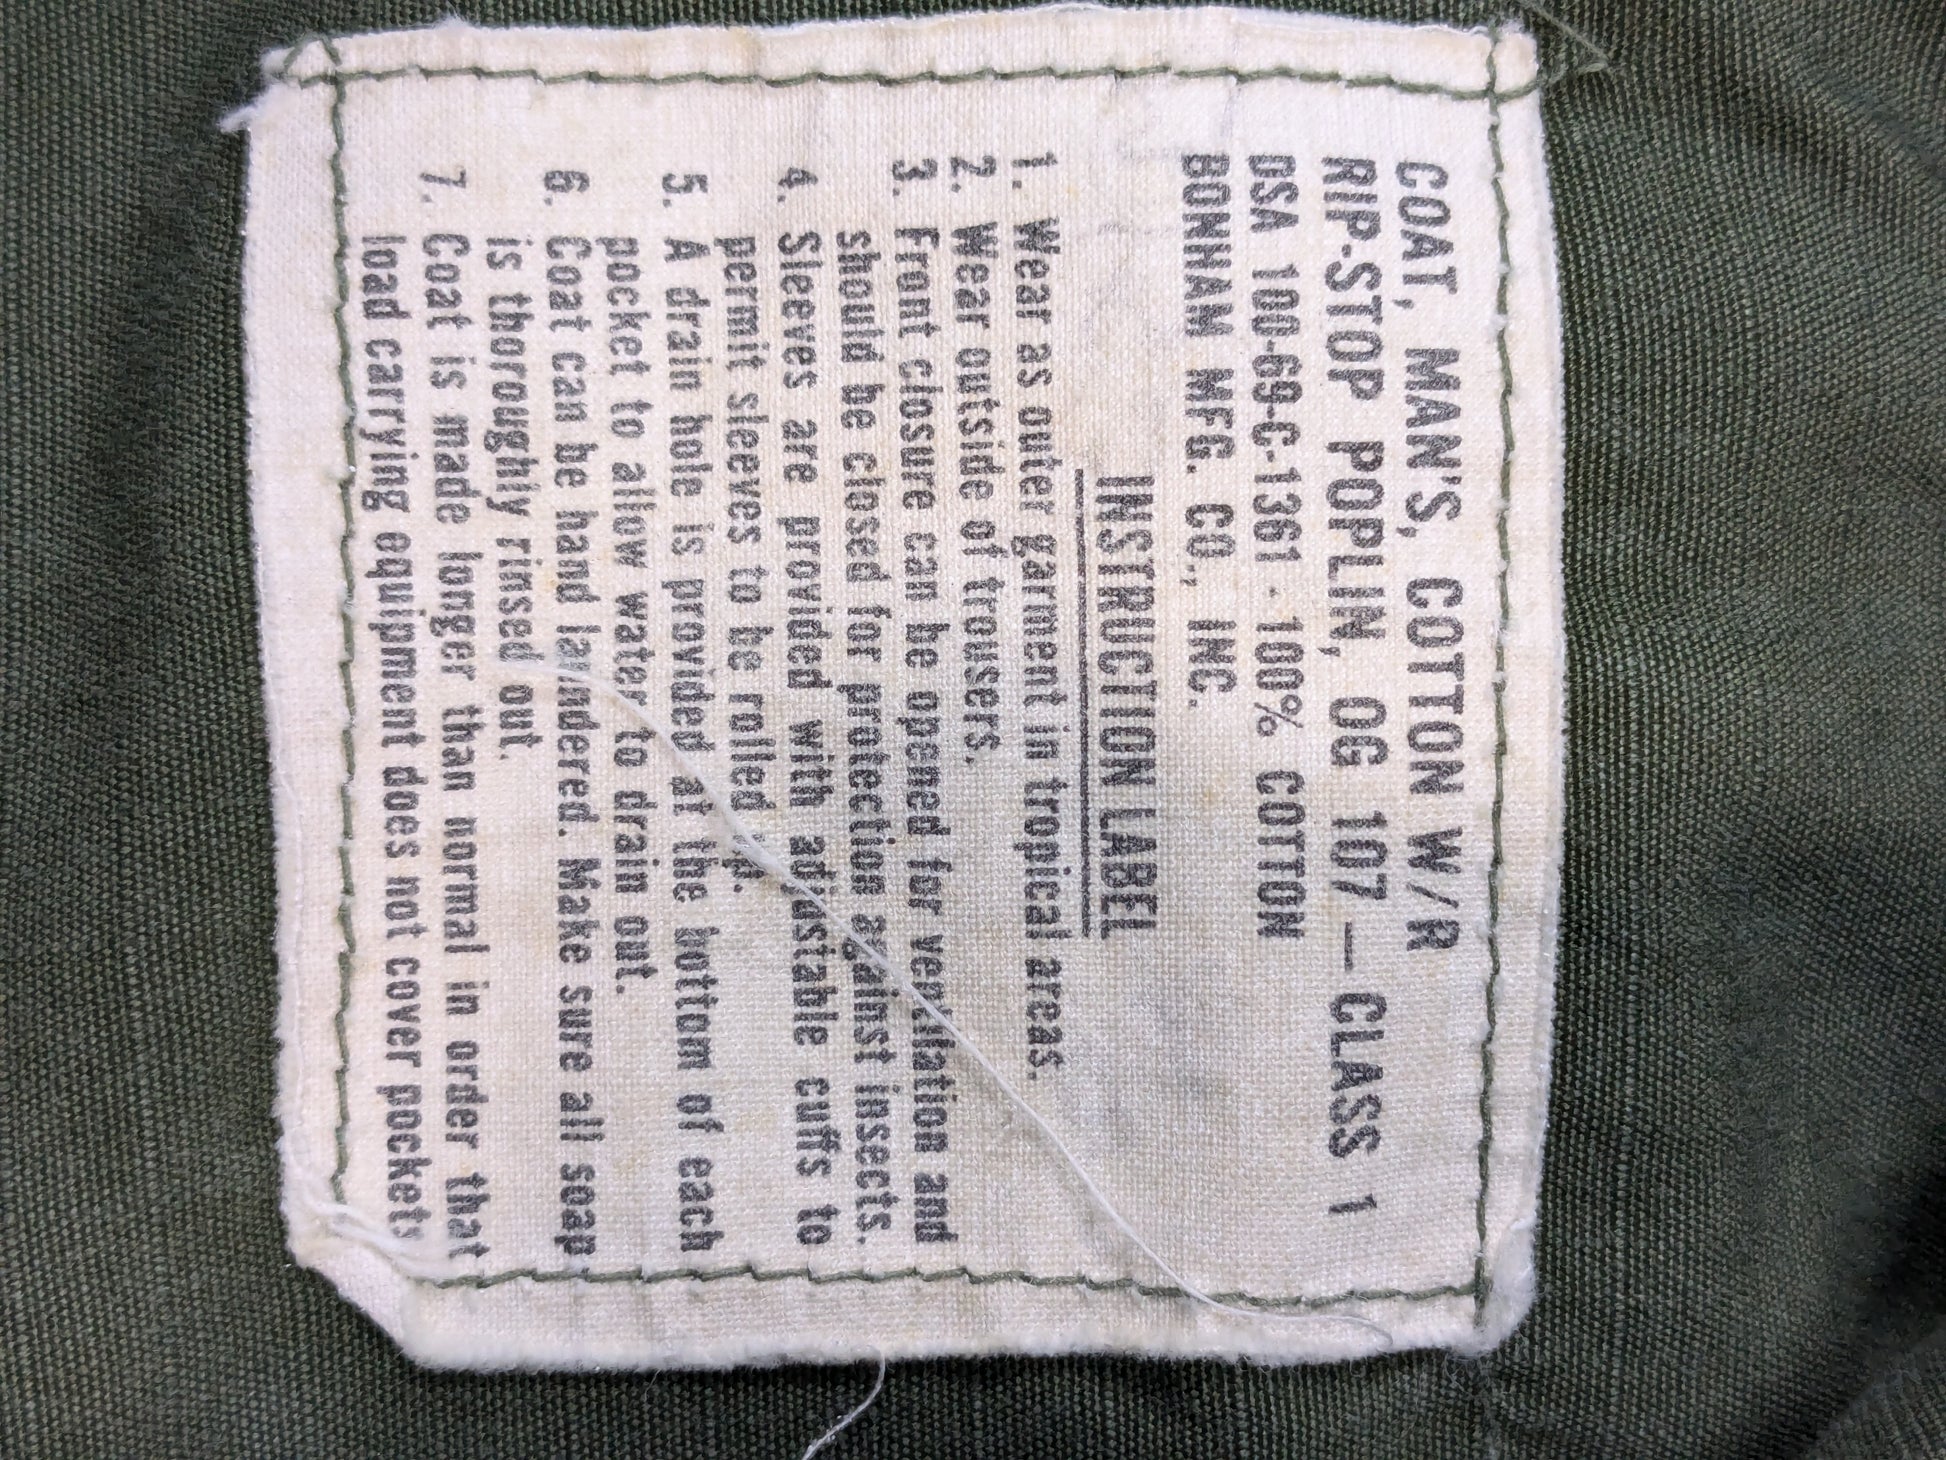 COAT, MAN'S, COTTON W/R
RIP-STOP POPLIN, OG 107 — CLASS 1
DSA 100-69-C-1361 · 100% COTTON
BONHAM MFG. CO., INC.
INSTRUCTION LABEL
1. Wear as outer garment in tropical areas.
2. Wear outside of trousers.
3. Front closure can be opened for ventilation and
should be closed for protection against insects.
4. Sleeves are provided with adjustable cuffs to
permit sleeves to be rolled up.
5. A drain hole is provided at the bottom of each
pocket to allow water to drain out.
6. Coat can be hand laundered. Make sure all soap
is thoroughly rinsed out.
7. Coat is made longer than normal in order that
load carrying equipment does not cover pockets